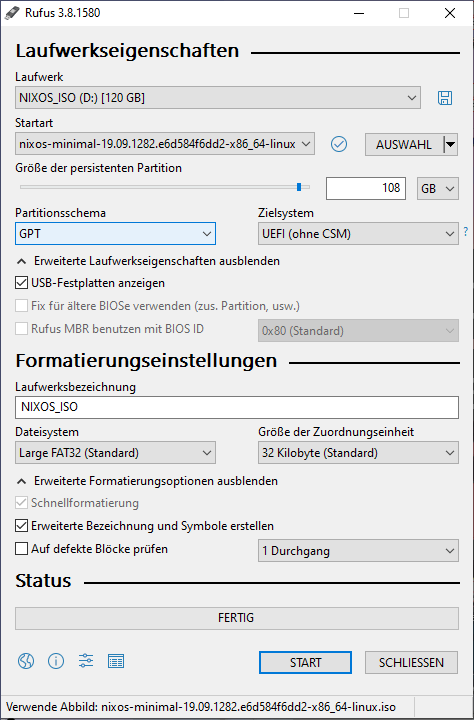 Rufus 3.8.1580
Laufwerkseigenschaften
Laufwerk
NIXOS_ISO (D:) [120 GB]
Startart
nixos-minimal-19.09.1282.e6d584f6dd2-x86_64-linux
AUSWAHL
Größe der persistenten Partition
108
GB
Partitionsschema
Zielsystem
GPT
UEFI (ohne CSM)
?
Erweiterte Laufwerkseigenschaften ausblenden
USB-Festplatten anzeigen
Fix für ältere BIOSe verwenden (zus. Partition, usw.)
Rufus MBR benutzen mit BIOS ID
0x80 (Standard)
Formatierungseinstellungen
Laufwerksbezeichnung
NIXOS_ISO
Dateisystem
Größe der Zuordnungseinheit
Large FAT32 (Standard)
32 Kilobyte (Standard)
Erweiterte Formatierungsoptionen ausblenden
Schnellformatierung
Erweiterte Bezeichnung und Symbole erstellen
Auf defekte Blöcke prüfen
1 Durchgang
Status
FERTIG
START
SCHLIESSEN
Verwende Abbild: nixos-minimal-19.09.1282.e6d584f6dd2-x86_64-linux.iso